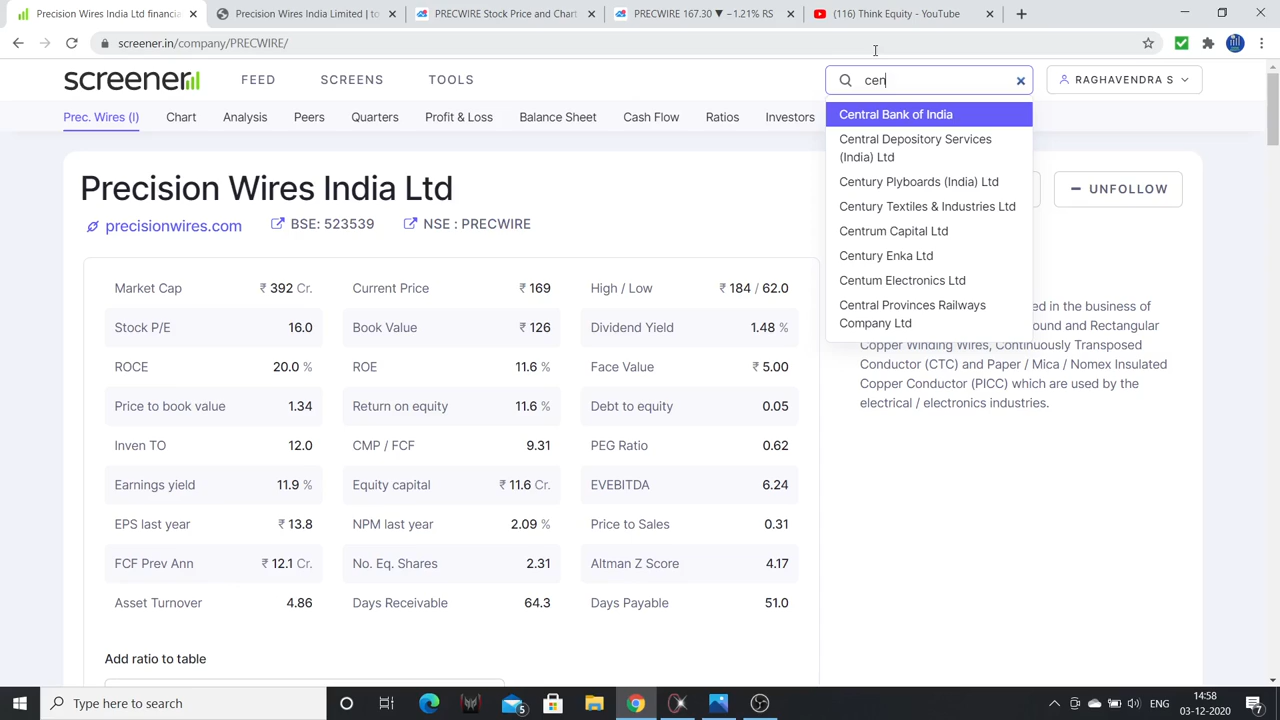 Precision Wires India Ltd financia
Precision Wires India Limited | to
PRECWIRE Stock Price and Chart
PRECWIRE 167.30 ▼ −1.21% RS
(116) Think Equity - YouTube
screener.in/company/PRECWIRE/
screener
FEED
SCREENS
TOOLS
cen
RAGHAVENDRA S
Prec. Wires (I)
Chart
Analysis
Peers
Quarters
Profit & Loss
Balance Sheet
Cash Flow
Ratios
Investors
Central Bank of India
Central Depository Services
(India) Ltd
Century Plyboards (India) Ltd
Century Textiles & Industries Ltd
Centrum Capital Ltd
Century Enka Ltd
Centum Electronics Ltd
Central Provinces Railways
Company Ltd
Precision Wires India Ltd
UNFOLLOW
precisionwires.com
BSE: 523539
NSE : PRECWIRE
Market Cap ₹ 392 Cr.
Current Price ₹ 169
High / Low ₹ 184 / 62.0
Stock P/E 16.0
Book Value ₹ 126
Dividend Yield 1.48 %
ROCE 20.0 %
ROE 11.6 %
Face Value ₹ 5.00
Price to book value 1.34
Return on equity 11.6 %
Debt to equity 0.05
Inven TO 12.0
CMP / FCF 9.31
PEG Ratio 0.62
Earnings yield 11.9 %
Equity capital ₹ 11.6 Cr.
EVEBITDA 6.24
EPS last year ₹ 13.8
NPM last year 2.09 %
Price to Sales 0.31
FCF Prev Ann ₹ 12.1 Cr.
No. Eq. Shares 2.31
Altman Z Score 4.17
Asset Turnover 4.86
Days Receivable 64.3
Days Payable 51.0
in the business of
ound and Rectangular
Copper Winding Wires, Continuously Transposed
Conductor (CTC) and Paper / Mica / Nomex Insulated
Copper Conductor (PICC) which are used by the
electrical / electronics industries.
Add ratio to table
Type here to search
5
ENG
14:58
03-12-2020
7